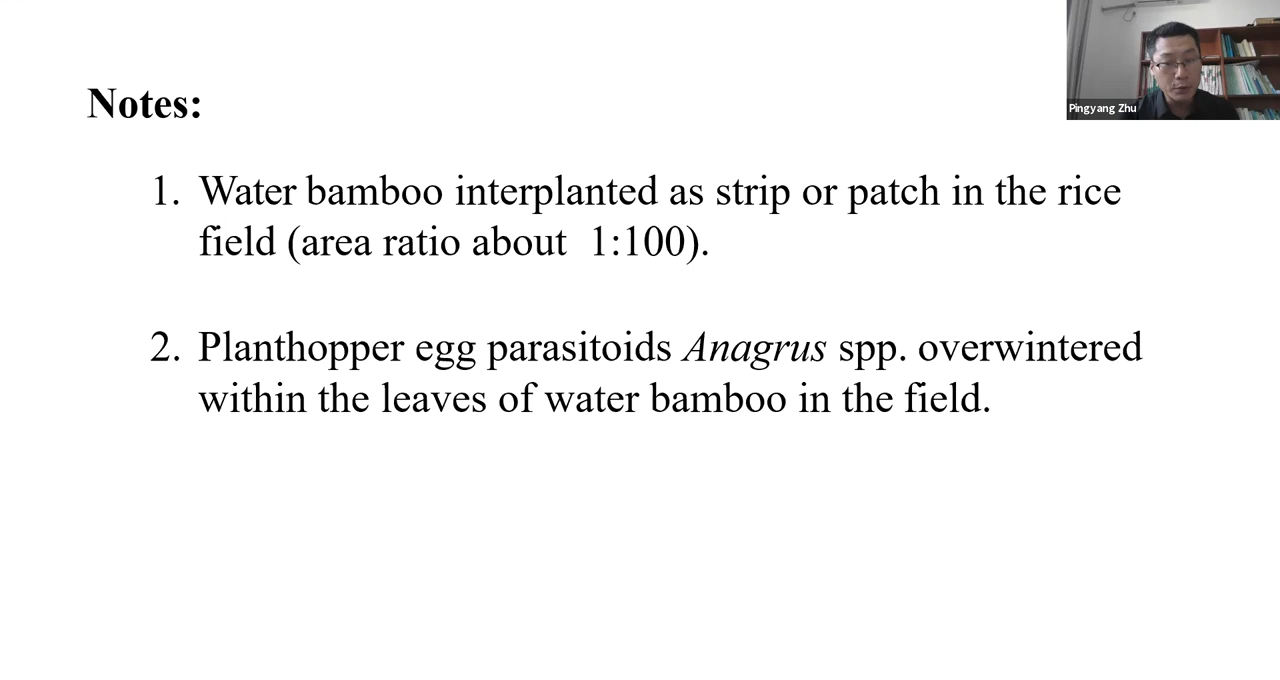 Pingyang Zhu
Notes:
1. Water bamboo interplanted as strip or patch in the rice
field (area ratio about  1:100).
2. Planthopper egg parasitoids Anagrus spp. overwintered
within the leaves of water bamboo in the field.